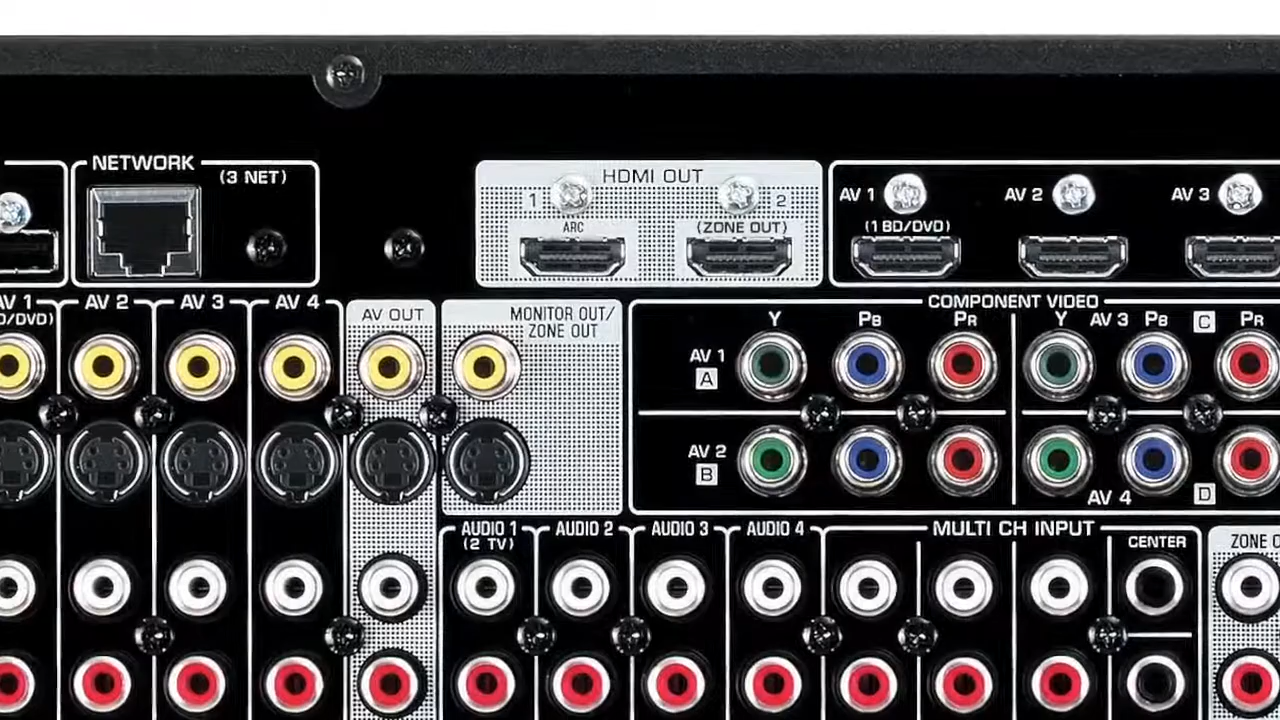 NETWORK
(3 NET)
HDMI OUT
1
2
ARC
(ZONE OUT)
AV 1
(1 BD/DVD)
AV 2
AV 3
AV 1
D/DVD)
AV 2
AV 3
AV 4
AV OUT
MONITOR OUT/
ZONE OUT
COMPONENT VIDEO
Y
PB
PR
Y
AV 3
PB
C
PR
AV 1
A
AV 2
B
AV 4
D
AUDIO 1
(2 TV)
AUDIO 2
AUDIO 3
AUDIO 4
MULTI CH INPUT
CENTER
ZONE